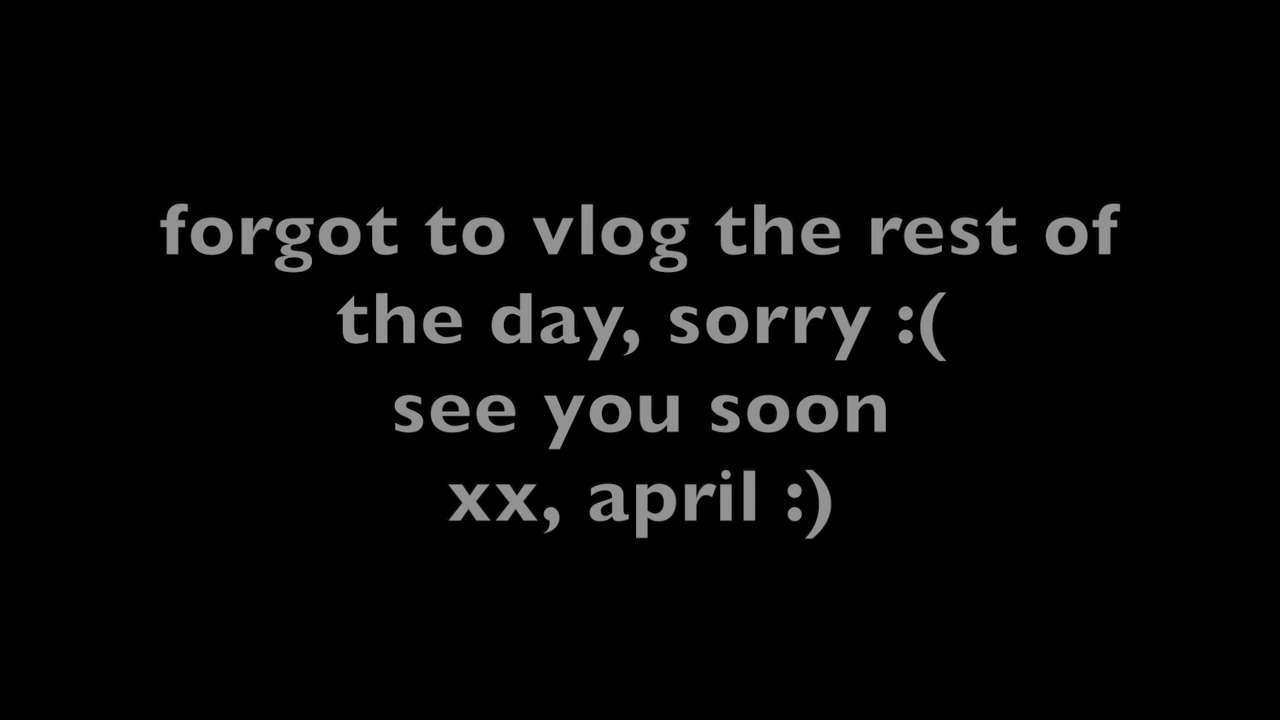 forgot to vlog the rest of
the day, sorry :(
see you soon
xx, april :)